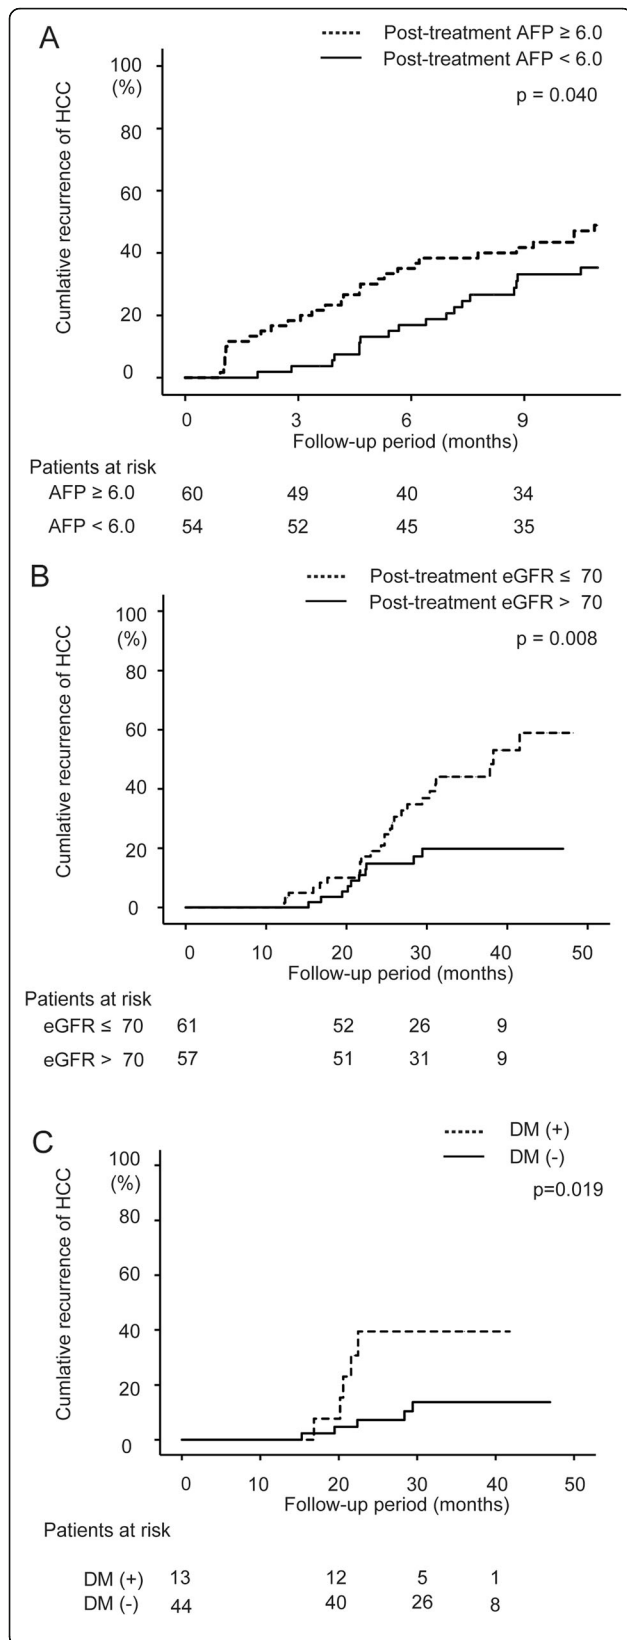 A
Post-treatment AFP ≥ 6.0
Post-treatment AFP < 6.0
p = 0.040
Cumlative recurrence of HCC
100
(%)
80
60
40
20
0
0 3 6 9
Follow-up period (months)
Patients at risk
AFP ≥ 6.0 60 49 40 34
AFP < 6.0 54 52 45 35
B
Post-treatment eGFR ≤ 70
Post-treatment eGFR > 70
p = 0.008
Cumlative recurrence of HCC
100
(%)
80
60
40
20
0
0 10 20 30 40 50
Follow-up period (months)
Patients at risk
eGFR ≤ 70 61 52 26 9
eGFR > 70 57 51 31 9
C
DM (+)
DM (-)
p=0.019
Cumlative recurrence of HCC
100
(%)
80
60
40
20
0
0 10 20 30 40 50
Follow-up period (months)
Patients at risk
DM (+) 13 12 5 1
DM (-) 44 40 26 8